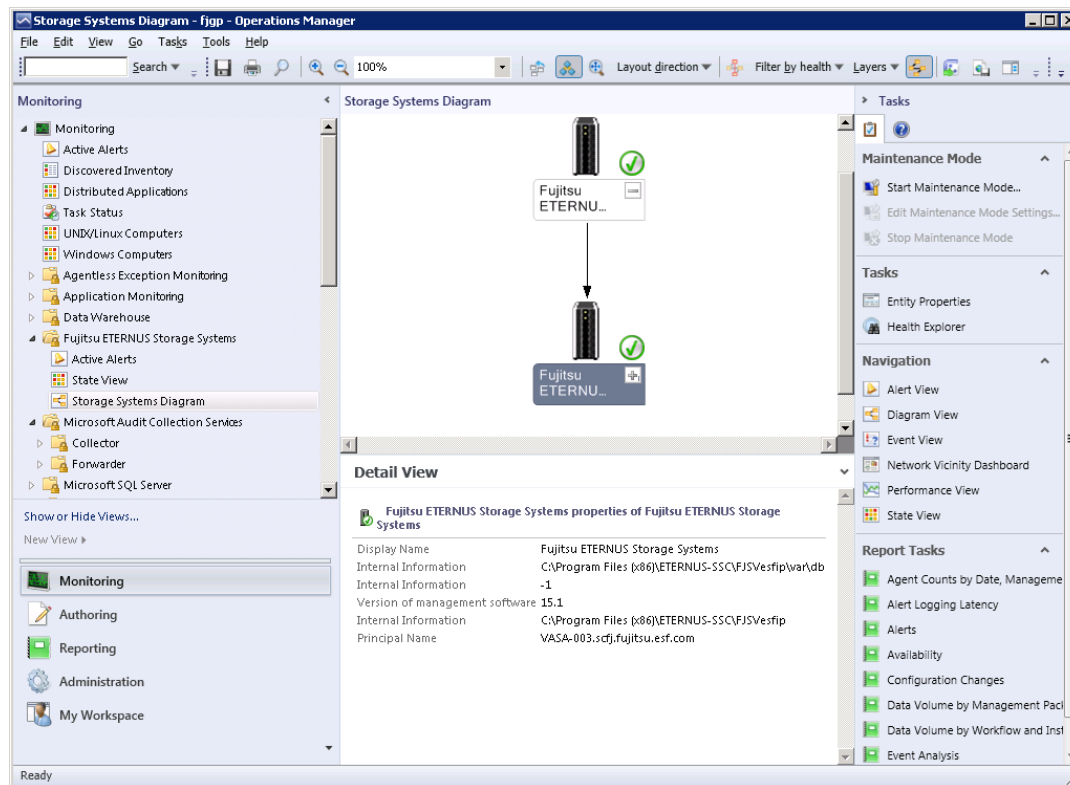 Storage Systems Diagram - fjgp - Operations Manager
File Edit View Go Tasks Tools Help
Search 100% Layout direction Filter by health Layers
Monitoring
Monitoring
Active Alerts
Discovered Inventory
Distributed Applications
Task Status
UNIX/Linux Computers
Windows Computers
Agentless Exception Monitoring
Application Monitoring
Data Warehouse
Fujitsu ETERNUS Storage Systems
Active Alerts
State View
Storage Systems Diagram
Microsoft Audit Collection Services
Collector
Forwarder
Microsoft SQL Server
Show or Hide Views...
New View
Monitoring
Authoring
Reporting
Administration
My Workspace
Storage Systems Diagram
Fujitsu
ETERNU...
Fujitsu
ETERNU...
Detail View
Fujitsu ETERNUS Storage Systems properties of Fujitsu ETERNUS Storage
Systems
Display Name Fujitsu ETERNUS Storage Systems
Internal Information C:\Program Files (x86)\ETERNUS-SSC\FJSVesfip\var\db
Internal Information -1
Version of management software 15.1
Internal Information C:\Program Files (x86)\ETERNUS-SSC\FJSVesfip
Principal Name VASA-003.scfj.fujitsu.esf.com
Tasks
Maintenance Mode
Start Maintenance Mode...
Edit Maintenance Mode Settings...
Stop Maintenance Mode
Tasks
Entity Properties
Health Explorer
Navigation
Alert View
Diagram View
Event View
Network Vicinity Dashboard
Performance View
State View
Report Tasks
Agent Counts by Date, Manageme
Alert Logging Latency
Alerts
Availability
Configuration Changes
Data Volume by Management Pack
Data Volume by Workflow and Inst
Event Analysis
Ready